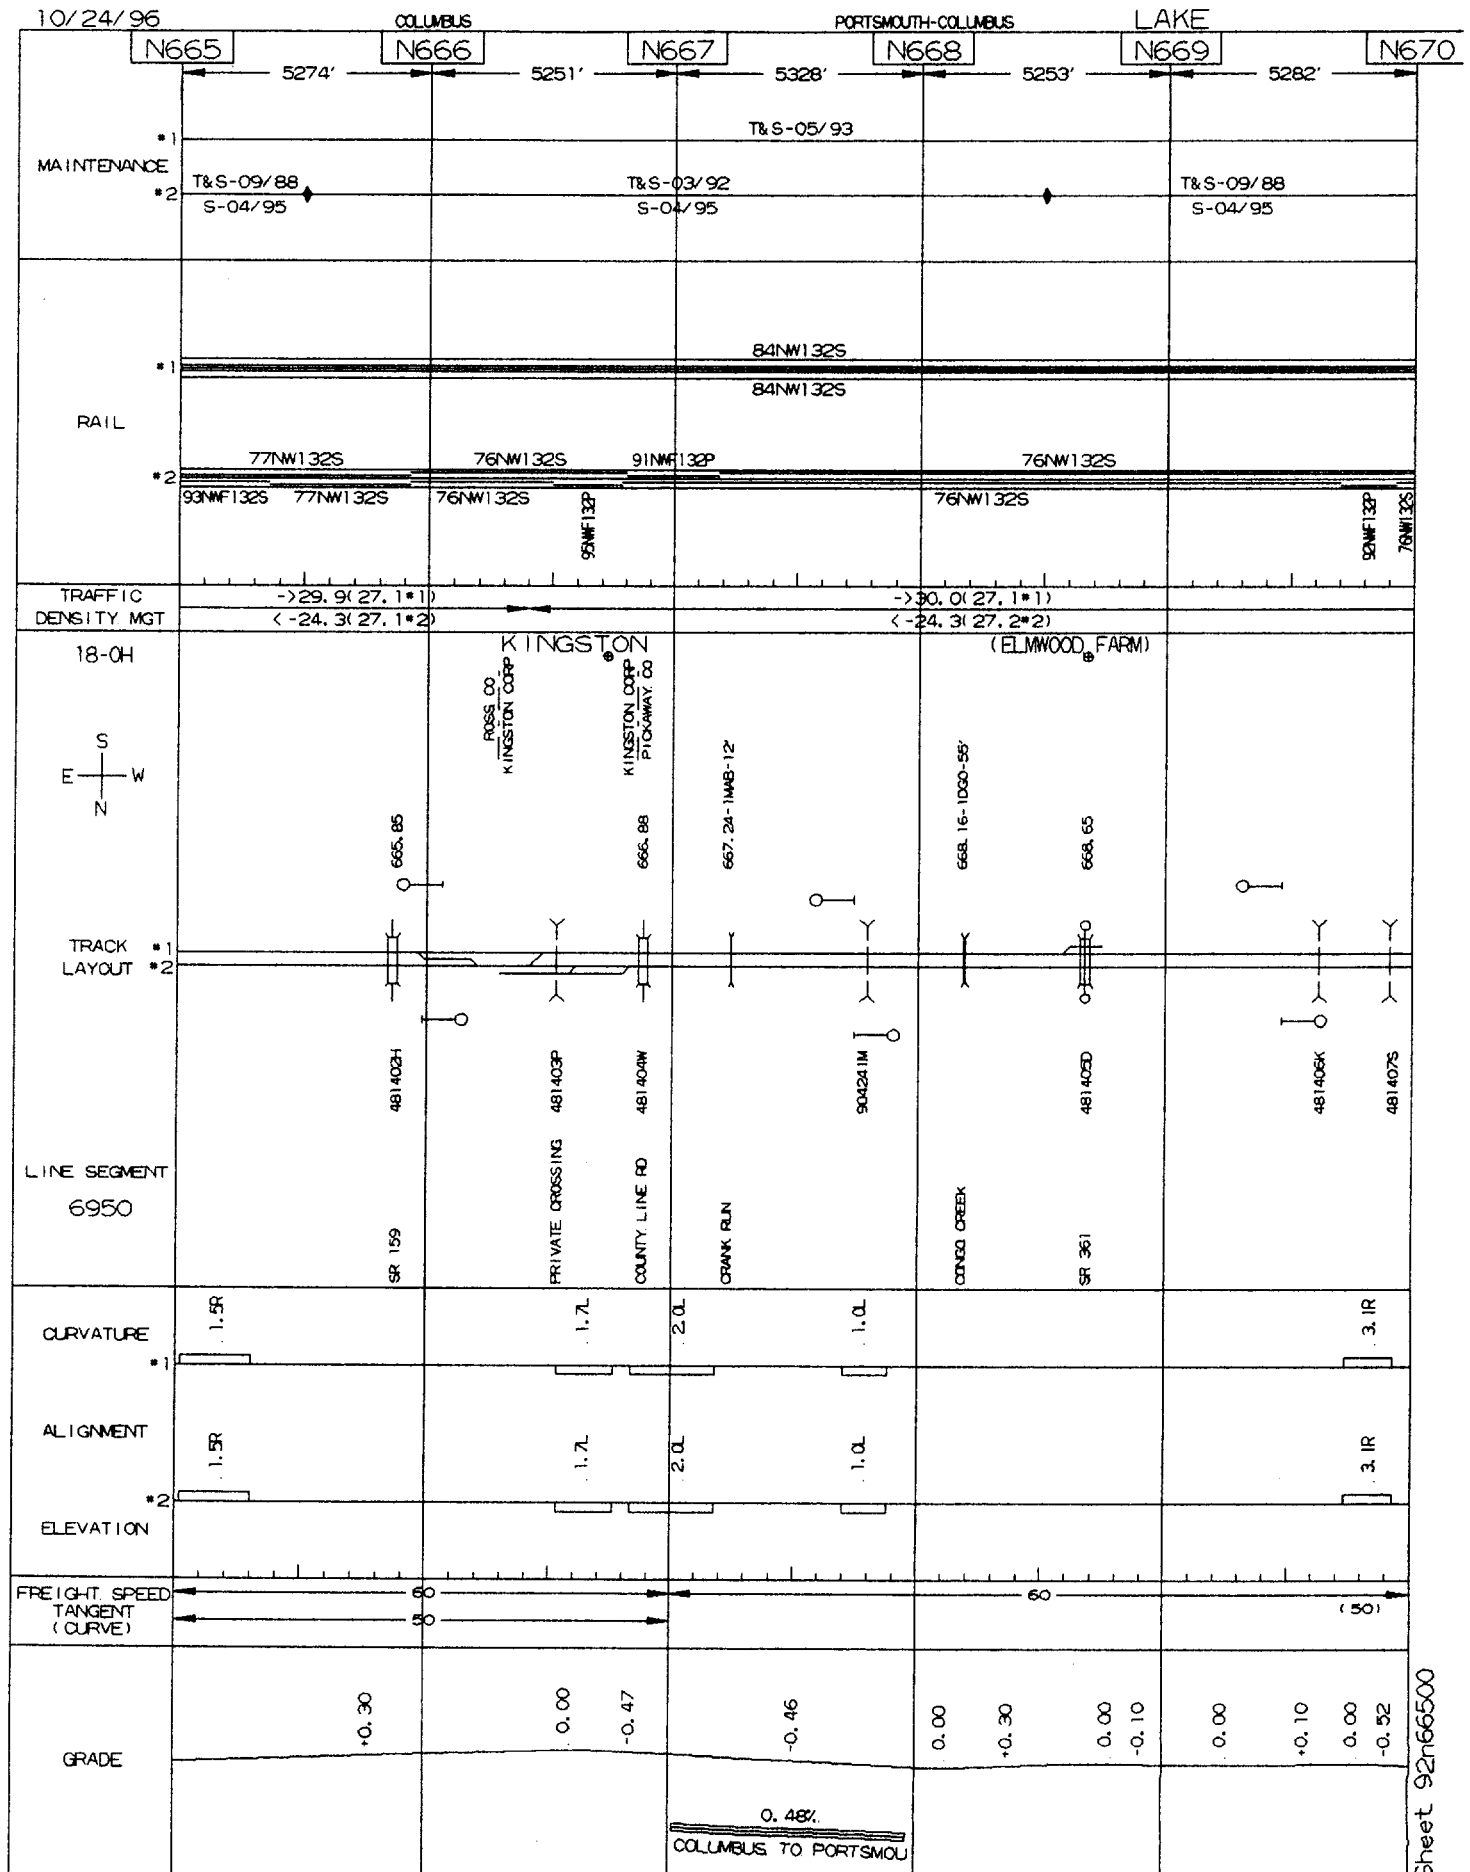 10/24/96 COLUMBUS PORTSMOUTH-COLUMBUS LAKE
N665 N666 N667 N668 N669 N670
5274' 5251' 5328' 5253' 5282'
#1 T&S-05/93
MAINTENANCE
#2 T&S-09/88 T&S-03/92 T&S-09/88
S-04/95 S-04/95 S-04/95
84NW132S
#1
84NW132S
RAIL
77NW132S 76NW132S 91NWF132P 76NW132S
#2
93NWF132S 77NW132S 76NW132S 95NWF132P 76NW132S 92NWF132P 76NW132S
TRAFFIC ->29.9(27.1#1) ->30.0(27.1#1)
DENSITY MGT <-24.3(27.1#2) <-24.3(27.2#2)
18-OH KINGSTON (ELMWOOD FARM)
ROSS CO
KINGSTON CORP
KINGSTON CORP
PICKAWAY CO
S
E W
N
665.85 666.88 667.24-1MAB-12' 668.16-1DGO-55' 668.65
TRACK #1
LAYOUT #2
481402H 481403P 481404W 904241M 481405D 481406K 481407S
LINE SEGMENT
6950
SR 159 PRIVATE CROSSING COUNTY LINE RD CRANK RUN CONGO CREEK SR 361
CURVATURE 1.5R 1.7L 2.0L 1.0L 3.1R
#1
ALIGNMENT 1.5R 1.7L 2.0L 1.0L 3.1R
#2
ELEVATION
FREIGHT SPEED 60 60
TANGENT 50 (50)
(CURVE)
GRADE +0.30 0.00 -0.47 -0.46 0.00 +0.30 0.00 -0.10 0.00 +0.10 0.00 -0.52
0.48%
COLUMBUS TO PORTSMOU
Sheet 92n66500